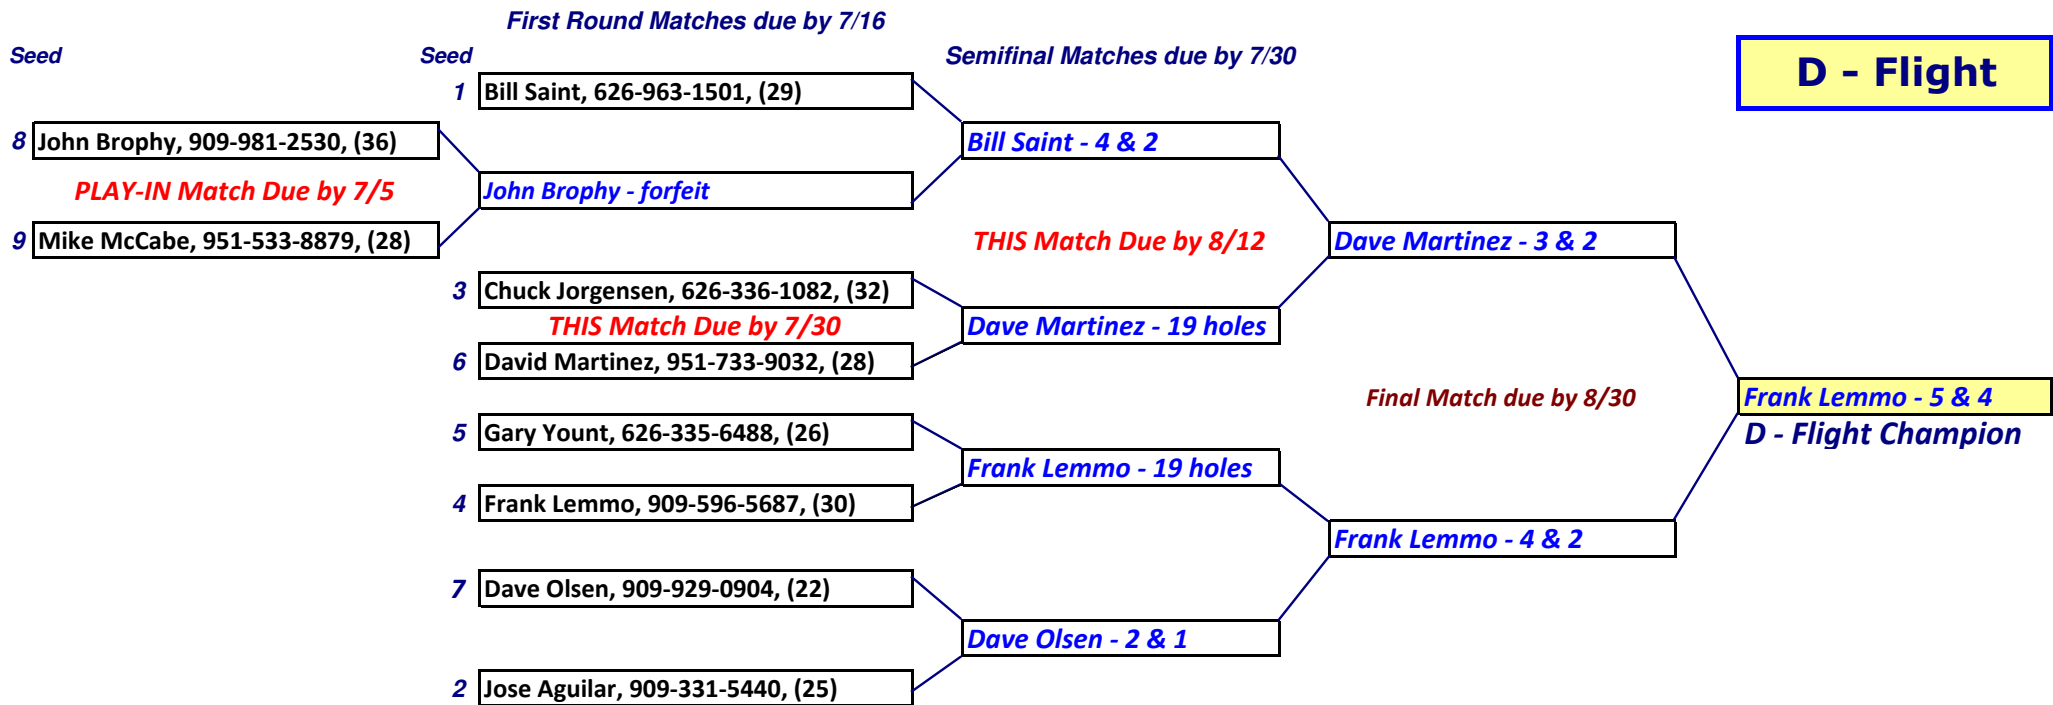 First Round Matches due by 7/16
Seed
Seed
Semifinal Matches due by 7/30
D - Flight
1 Bill Saint, 626-963-1501, (29)
8 John Brophy, 909-981-2530, (36)
Bill Saint - 4 & 2
PLAY-IN Match Due by 7/5
John Brophy - forfeit
9 Mike McCabe, 951-533-8879, (28)
THIS Match Due by 8/12
Dave Martinez - 3 & 2
3 Chuck Jorgensen, 626-336-1082, (32)
THIS Match Due by 7/30
Dave Martinez - 19 holes
6 David Martinez, 951-733-9032, (28)
Final Match due by 8/30
Frank Lemmo - 5 & 4
D - Flight Champion
5 Gary Yount, 626-335-6488, (26)
Frank Lemmo - 19 holes
4 Frank Lemmo, 909-596-5687, (30)
Frank Lemmo - 4 & 2
7 Dave Olsen, 909-929-0904, (22)
Dave Olsen - 2 & 1
2 Jose Aguilar, 909-331-5440, (25)